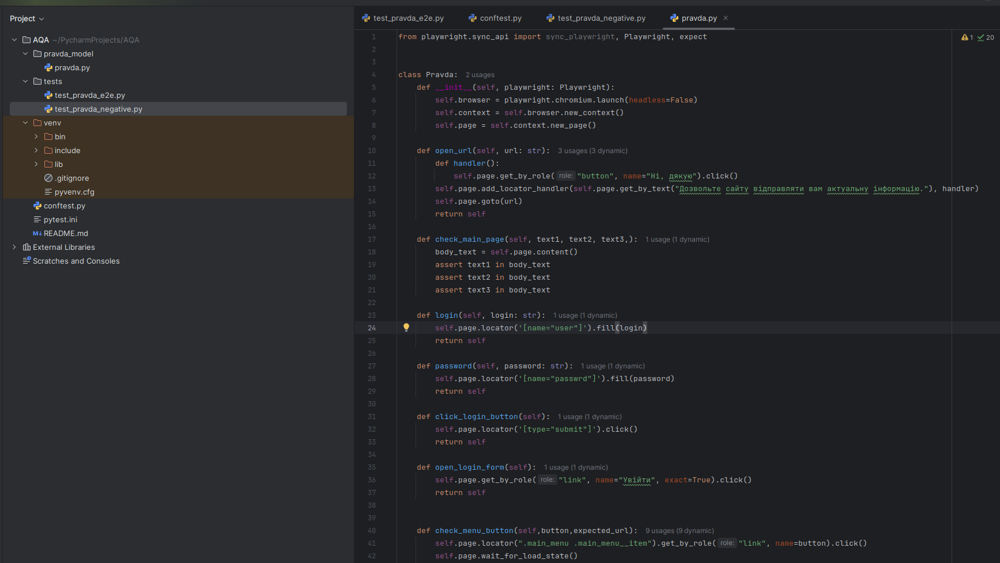 Project
AQA ~/PycharmProjects/AQA
pravda_model
pravda.py
tests
test_pravda_e2e.py
test_pravda_negative.py
venv
bin
include
lib
.gitignore
pyvenv.cfg
conftest.py
pytest.ini
M↓ README.md
External Libraries
Scratches and Consoles
test_pravda_e2e.py conftest.py test_pravda_negative.py pravda.py ×
1 20
1 from playwright.sync_api import sync_playwright, Playwright, expect
2
3
4 class Pravda: 2 usages
5 def __init__(self, playwright: Playwright):
6 self.browser = playwright.chromium.launch(headless=False)
7 self.context = self.browser.new_context()
8 self.page = self.context.new_page()
9
10 def open_url(self, url: str): 3 usages (3 dynamic)
11 def handler():
12 self.page.get_by_role( role: "button", name="Ні, дякую").click()
13 self.page.add_locator_handler(self.page.get_by_text("Дозвольте сайту відправляти вам актуальну інформацію."), handler)
14 self.page.goto(url)
15 return self
16
17 def check_main_page(self, text1, text2, text3,): 1 usage (1 dynamic)
18 body_text = self.page.content()
19 assert text1 in body_text
20 assert text2 in body_text
21 assert text3 in body_text
22
23 def login(self, login: str): 1 usage (1 dynamic)
24 self.page.locator('[name="user"]').fill(login)
25 return self
26
27 def password(self, password: str): 1 usage (1 dynamic)
28 self.page.locator('[name="passwrd"]').fill(password)
29 return self
30
31 def click_login_button(self): 1 usage (1 dynamic)
32 self.page.locator('[type="submit"]').click()
33 return self
34
35 def open_login_form(self): 1 usage (1 dynamic)
36 self.page.get_by_role( role: "link", name="Увійти", exact=True).click()
37 return self
38
39
40 def check_menu_button(self,button,expected_url): 9 usages (9 dynamic)
41 self.page.locator(".main_menu .main_menu__item").get_by_role( role: "link", name=button).click()
42 self.page.wait_for_load_state()